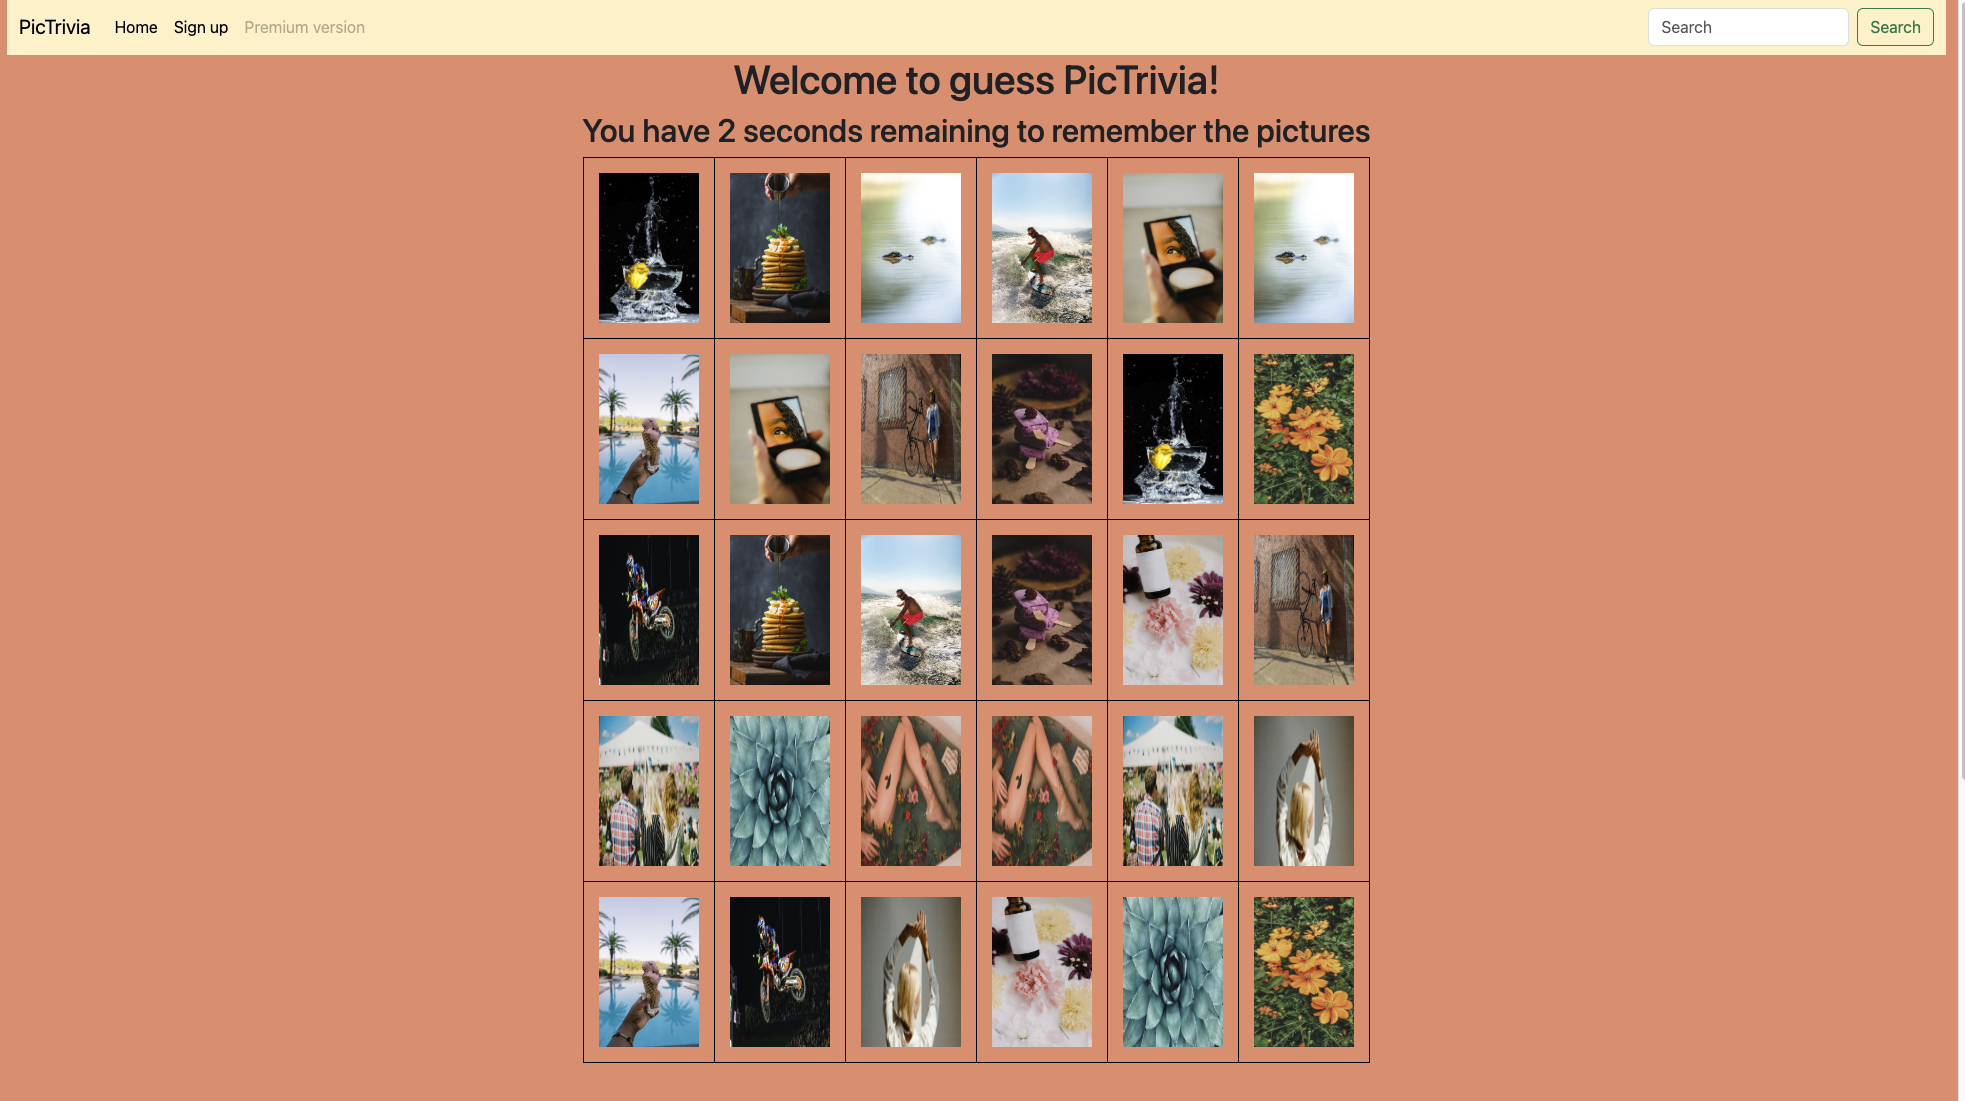 PicTrivia Home Sign up Premium version Search Search
Welcome to guess PicTrivia!
You have 2 seconds remaining to remember the pictures